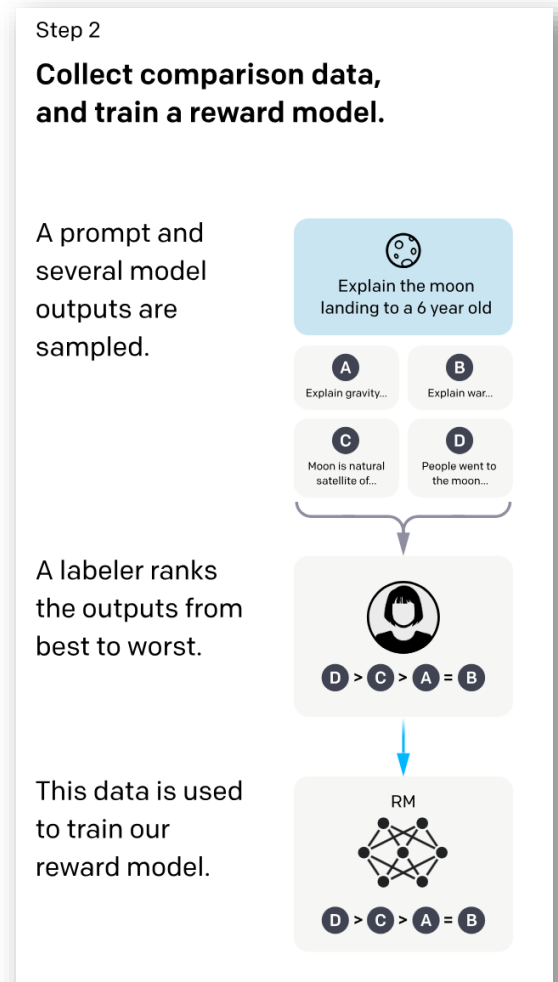 Step 2
Collect comparison data,
and train a reward model.
A prompt and
several model
outputs are
sampled.
Explain the moon
landing to a 6 year old
A
Explain gravity...
B
Explain war...
C
Moon is natural
satellite of...
D
People went to
the moon...
A labeler ranks
the outputs from
best to worst.
D > C > A = B
This data is used
to train our
reward model.
RM
D > C > A = B